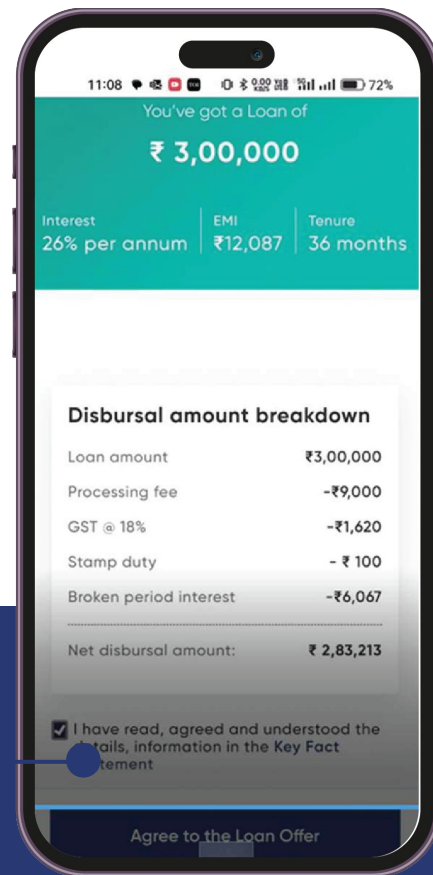 11:08 72%
You've got a Loan of
₹ 3,00,000
Interest EMI Tenure
26% per annum ₹12,087 36 months
Disbursal amount breakdown
Loan amount ₹3,00,000
Processing fee -₹9,000
GST @ 18% -₹1,620
Stamp duty - ₹ 100
Broken period interest -₹6,067
Net disbursal amount: ₹ 2,83,213
I have read, agreed and understood the
information in the Key Fact
Agree to the Loan Offer